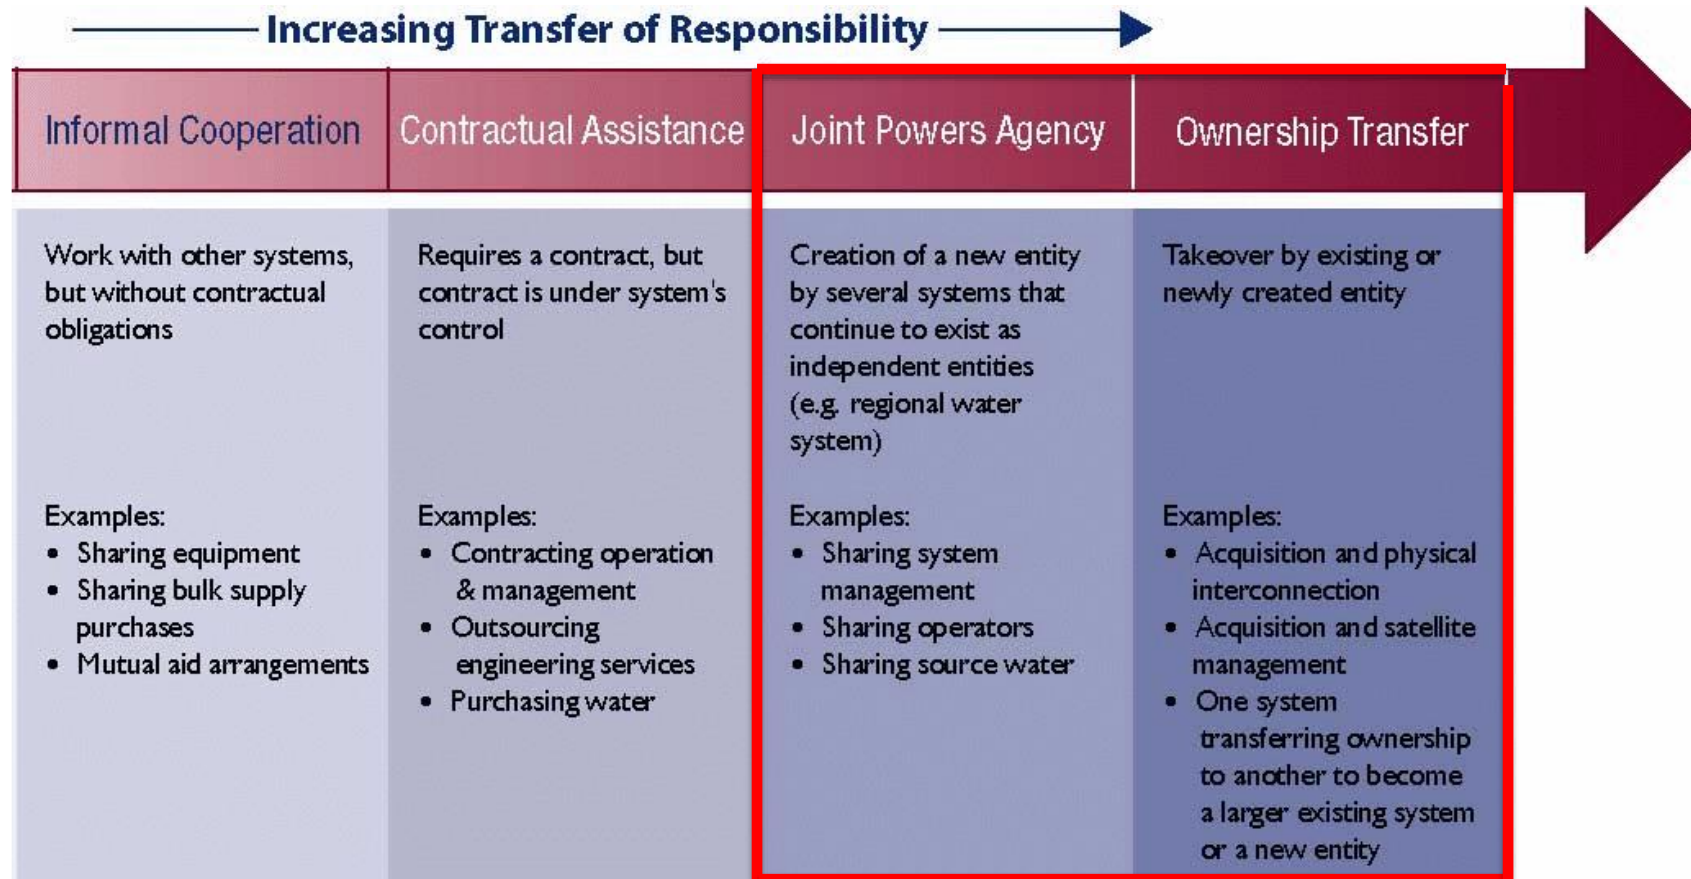 Increasing Transfer of Responsibility
Informal Cooperation
Contractual Assistance
Joint Powers Agency
Ownership Transfer
Work with other systems,
but without contractual
obligations
Examples:
• Sharing equipment
• Sharing bulk supply
purchases
• Mutual aid arrangements
Requires a contract, but
contract is under system's
control
Examples:
• Contracting operation
& management
• Outsourcing
engineering services
• Purchasing water
Creation of a new entity
by several systems that
continue to exist as
independent entities
(e.g. regional water
system)
Examples:
• Sharing system
management
• Sharing operators
• Sharing source water
Takeover by existing or
newly created entity
Examples:
• Acquisition and physical
interconnection
• Acquisition and satellite
management
• One system
transferring ownership
to another to become
a larger existing system
or a new entity